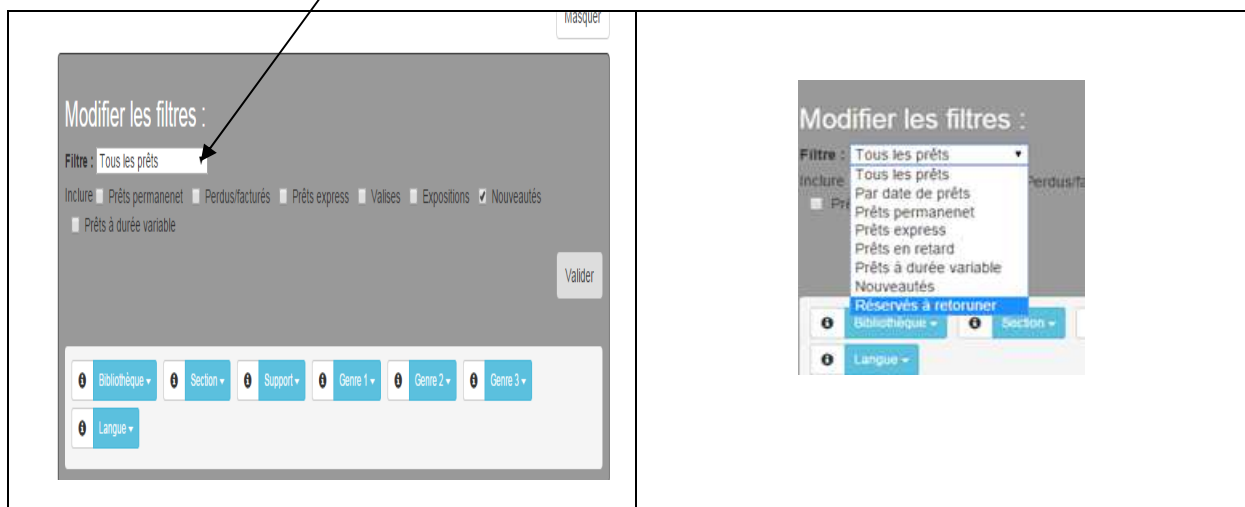 Masquer
Modifier les filtres :
Filtre : Tous les prêts
Inclure Prêts permanenet Perdus/facturés Prêts express Valises Expositions Nouveautés
Prêts à durée variable
Valider
Bibliothèque Section Support Genre 1 Genre 2 Genre 3
Langue
Modifier les filtres :
Filtre : Tous les prêts
Inclure
Tous les prêts
Par date de prêts
Prêts permanenet
Prêts express
Prêts en retard
Prêts à durée variable
Nouveautés
Réservés à retoruner
Bibliothèque Section
Langue